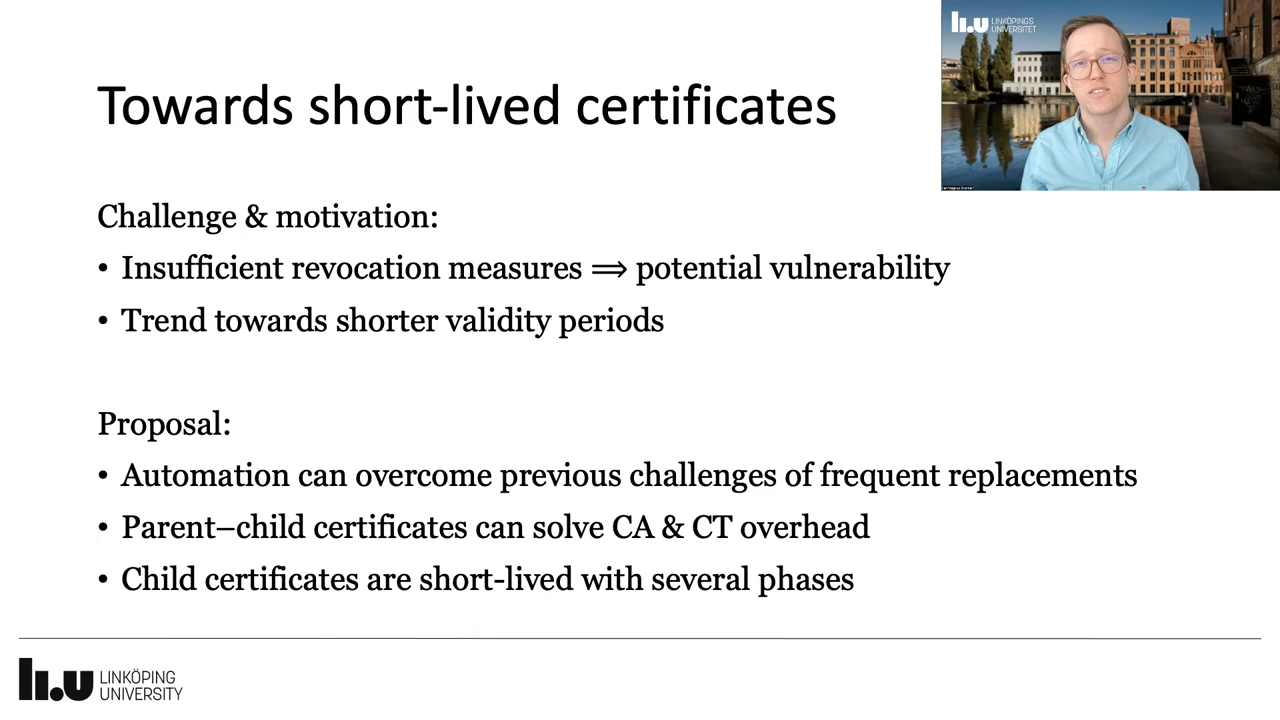 LINKÖPINGS
UNIVERSITET
Towards short-lived certificates
Challenge & motivation:
• Insufficient revocation measures ⟹ potential vulnerability
• Trend towards shorter validity periods
Proposal:
• Automation can overcome previous challenges of frequent replacements
• Parent–child certificates can solve CA & CT overhead
• Child certificates are short-lived with several phases
li.u LINKÖPING
UNIVERSITY